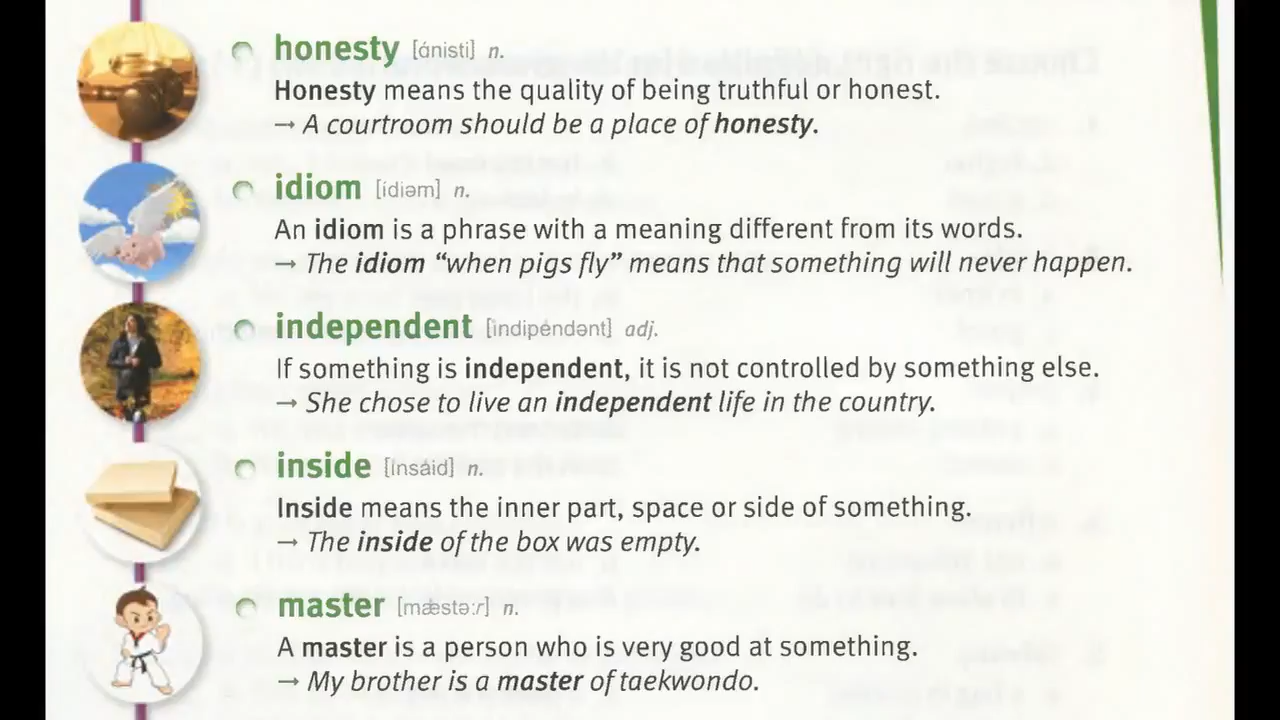 honesty [ánisti] n.
Honesty means the quality of being truthful or honest.
→ A courtroom should be a place of honesty.
idiom [ídiəm] n.
An idiom is a phrase with a meaning different from its words.
→ The idiom “when pigs fly” means that something will never happen.
independent [ìndipéndənt] adj.
If something is independent, it is not controlled by something else.
→ She chose to live an independent life in the country.
inside [ínsáid] n.
Inside means the inner part, space or side of something.
→ The inside of the box was empty.
master [mǽstəːr] n.
A master is a person who is very good at something.
→ My brother is a master of taekwondo.